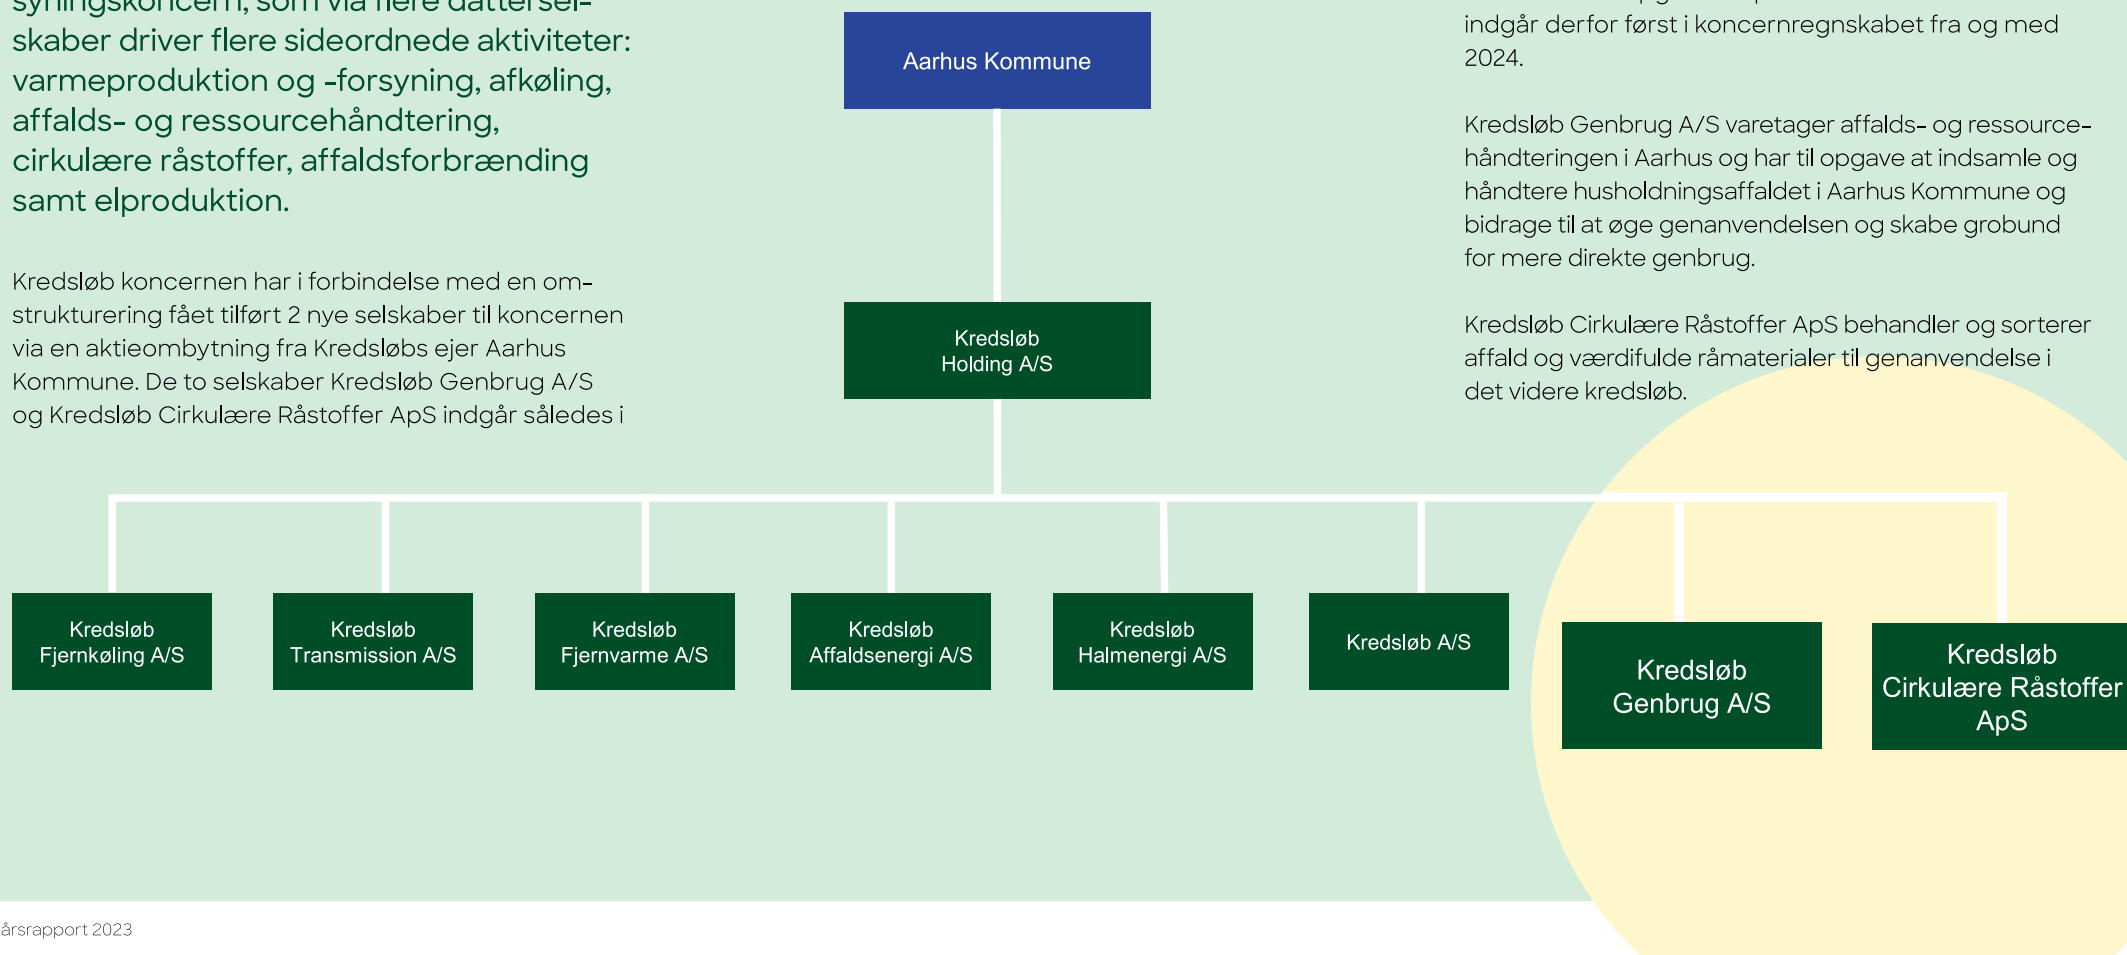 syningskoncern, som via flere dattersel-
skaber driver flere sideordnede aktiviteter:
varmeproduktion og -forsyning, afkøling,
affalds- og ressourcehåndtering,
cirkulære råstoffer, affaldsforbrænding
samt elproduktion.
Kredsløb koncernen har i forbindelse med en om-
strukturering fået tilført 2 nye selskaber til koncernen
via en aktieombytning fra Kredsløbs ejer Aarhus
Kommune. De to selskaber Kredsløb Genbrug A/S
og Kredsløb Cirkulære Råstoffer ApS indgår således i
Aarhus Kommune
Kredsløb
Holding A/S
indgår derfor først i koncernregnskabet fra og med
2024.
Kredsløb Genbrug A/S varetager affalds- og ressource-
håndteringen i Aarhus og har til opgave at indsamle og
håndtere husholdningsaffaldet i Aarhus Kommune og
bidrage til at øge genanvendelsen og skabe grobund
for mere direkte genbrug.
Kredsløb Cirkulære Råstoffer ApS behandler og sorterer
affald og værdifulde råmaterialer til genanvendelse i
det videre kredsløb.
Kredsløb
Fjernkøling A/S
Kredsløb
Transmission A/S
Kredsløb
Fjernvarme A/S
Kredsløb
Affaldsenergi A/S
Kredsløb
Halmenergi A/S
Kredsløb A/S
Kredsløb
Genbrug A/S
Kredsløb
Cirkulære Råstoffer
ApS
årsrapport 2023